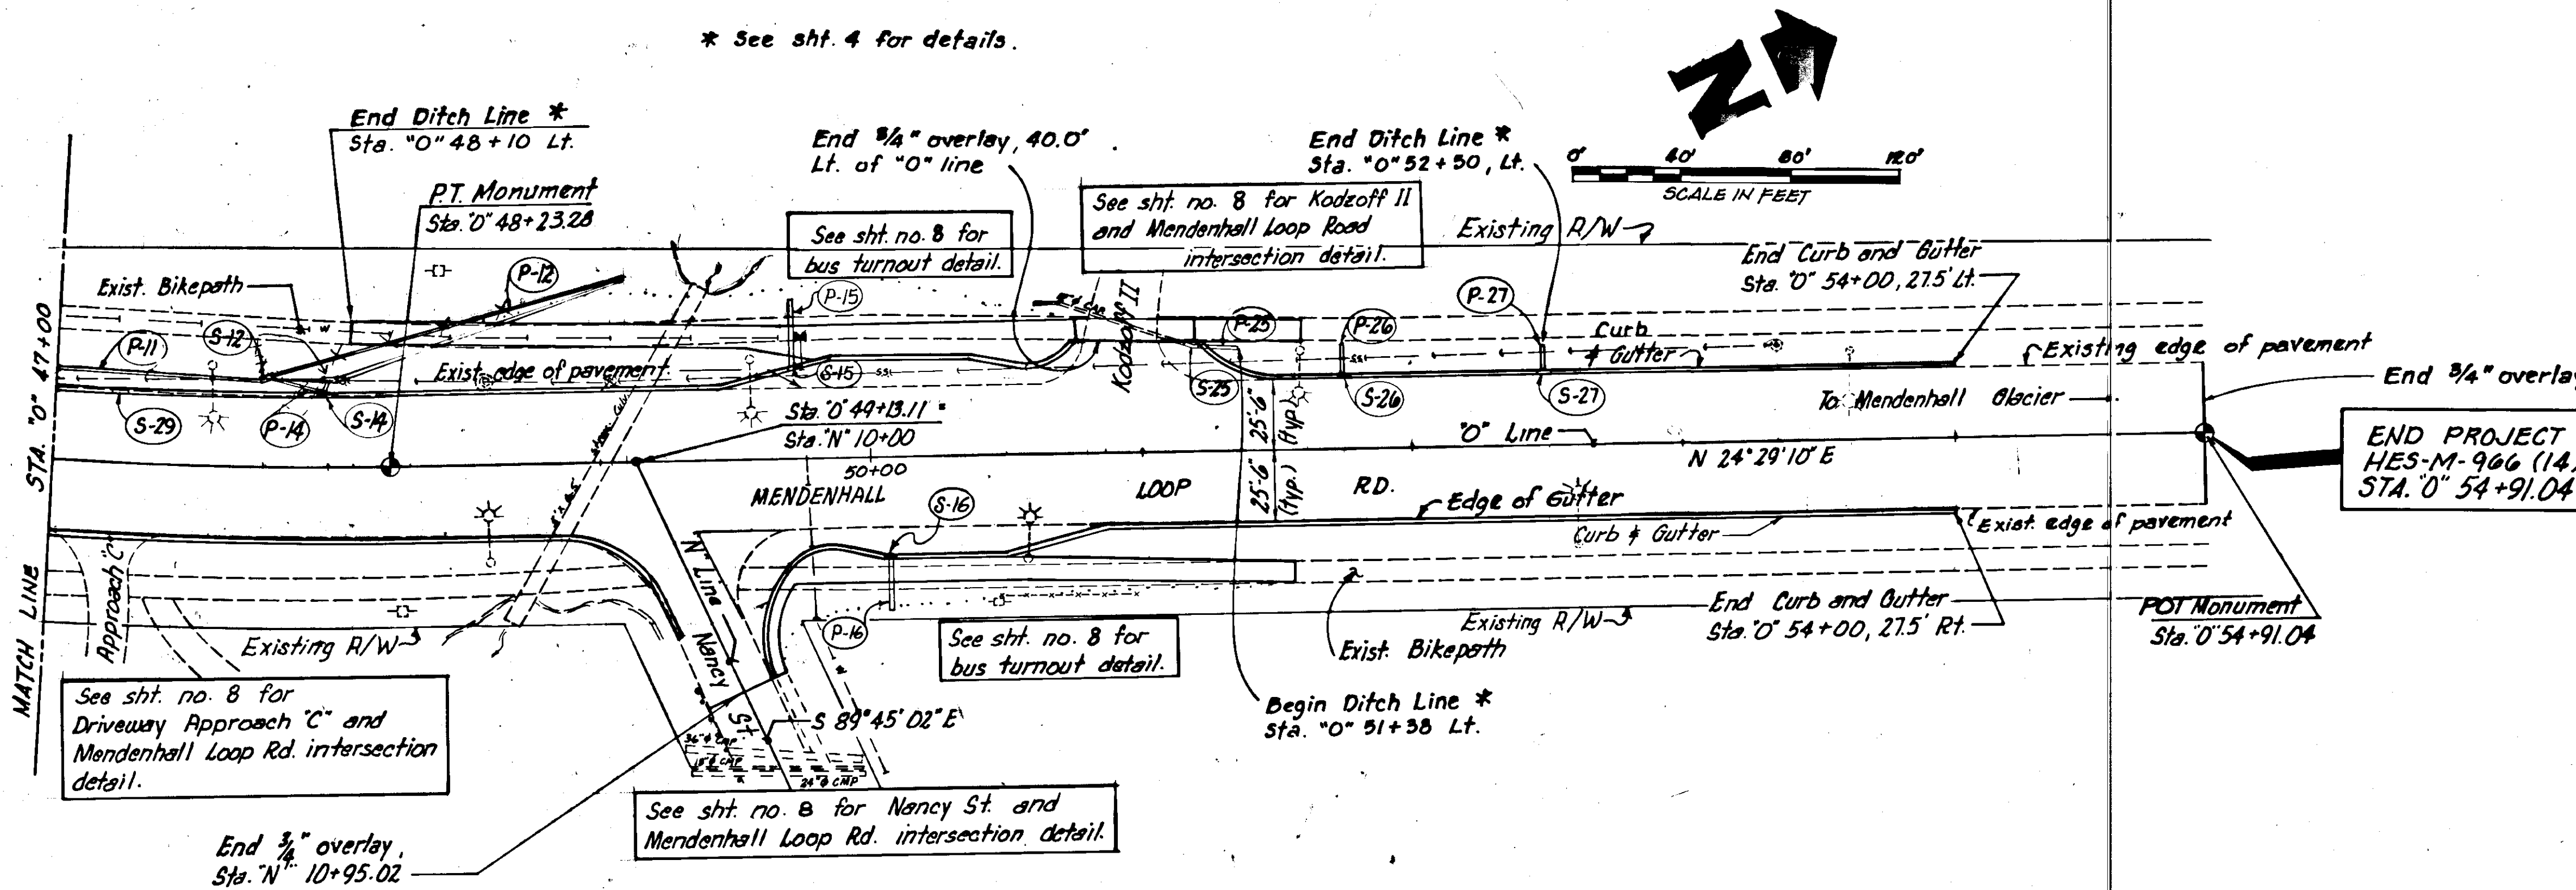 * See sht. 4 for details.
N
End Ditch Line *
Sta. "O" 48+10 Lt.
P.T. Monument
Sta. "O" 48+23.28
End 3/4" overlay, 40.0'
Lt. of "O" line
End Ditch Line *
Sta. "O" 52+50, Lt.
0' 40' 80' 120'
SCALE IN FEET
See sht. no. 8 for
bus turnout detail.
See sht. no. 8 for Kodzoff II
and Mendenhall Loop Road
intersection detail.
Existing R/W
End Curb and Gutter
Sta. "O" 54+00, 27.5' Lt.
Exist. Bikepath
P-12
P-15
P-27
P-11
S-12
P-25
P-26
Curb
& Gutter
Kodzoff II
Existing edge of pavement
Exist. edge of pavement
S-15
S-25
S-26
S-27
S-29
P-14
S-14
Sta. "O" 49+13.11 =
Sta. "N" 10+00
25'-6"
(typ.)
To Mendenhall Glacier
End 3/4" overlay
"O" Line
N 24°29'10" E
END PROJECT
HES-M-966 (14)
STA. "O" 54+91.04
50+00
MENDENHALL LOOP RD.
S-16
25'-6"
(typ.)
Edge of Gutter
Curb & Gutter
Exist. edge of pavement
MATCH LINE STA. "O" 47+00
Approach "C"
"N" Line
Nancy St.
Existing R/W
P-16
See sht. no. 8 for
bus turnout detail.
Existing R/W
Exist. Bikepath
End Curb and Gutter
Sta. "O" 54+00, 27.5' Rt.
POT Monument
Sta. "O" 54+91.04
See sht. no. 8 for
Driveway Approach "C" and
Mendenhall Loop Rd. intersection
detail.
Begin Ditch Line *
Sta. "O" 51+38 Lt.
S 89°45'02" E
36"ø CMP
18"ø CMP
24"ø CMP
See sht. no. 8 for Nancy St. and
Mendenhall Loop Rd. intersection detail.
End 3/4" overlay,
Sta. "N" 10+95.02